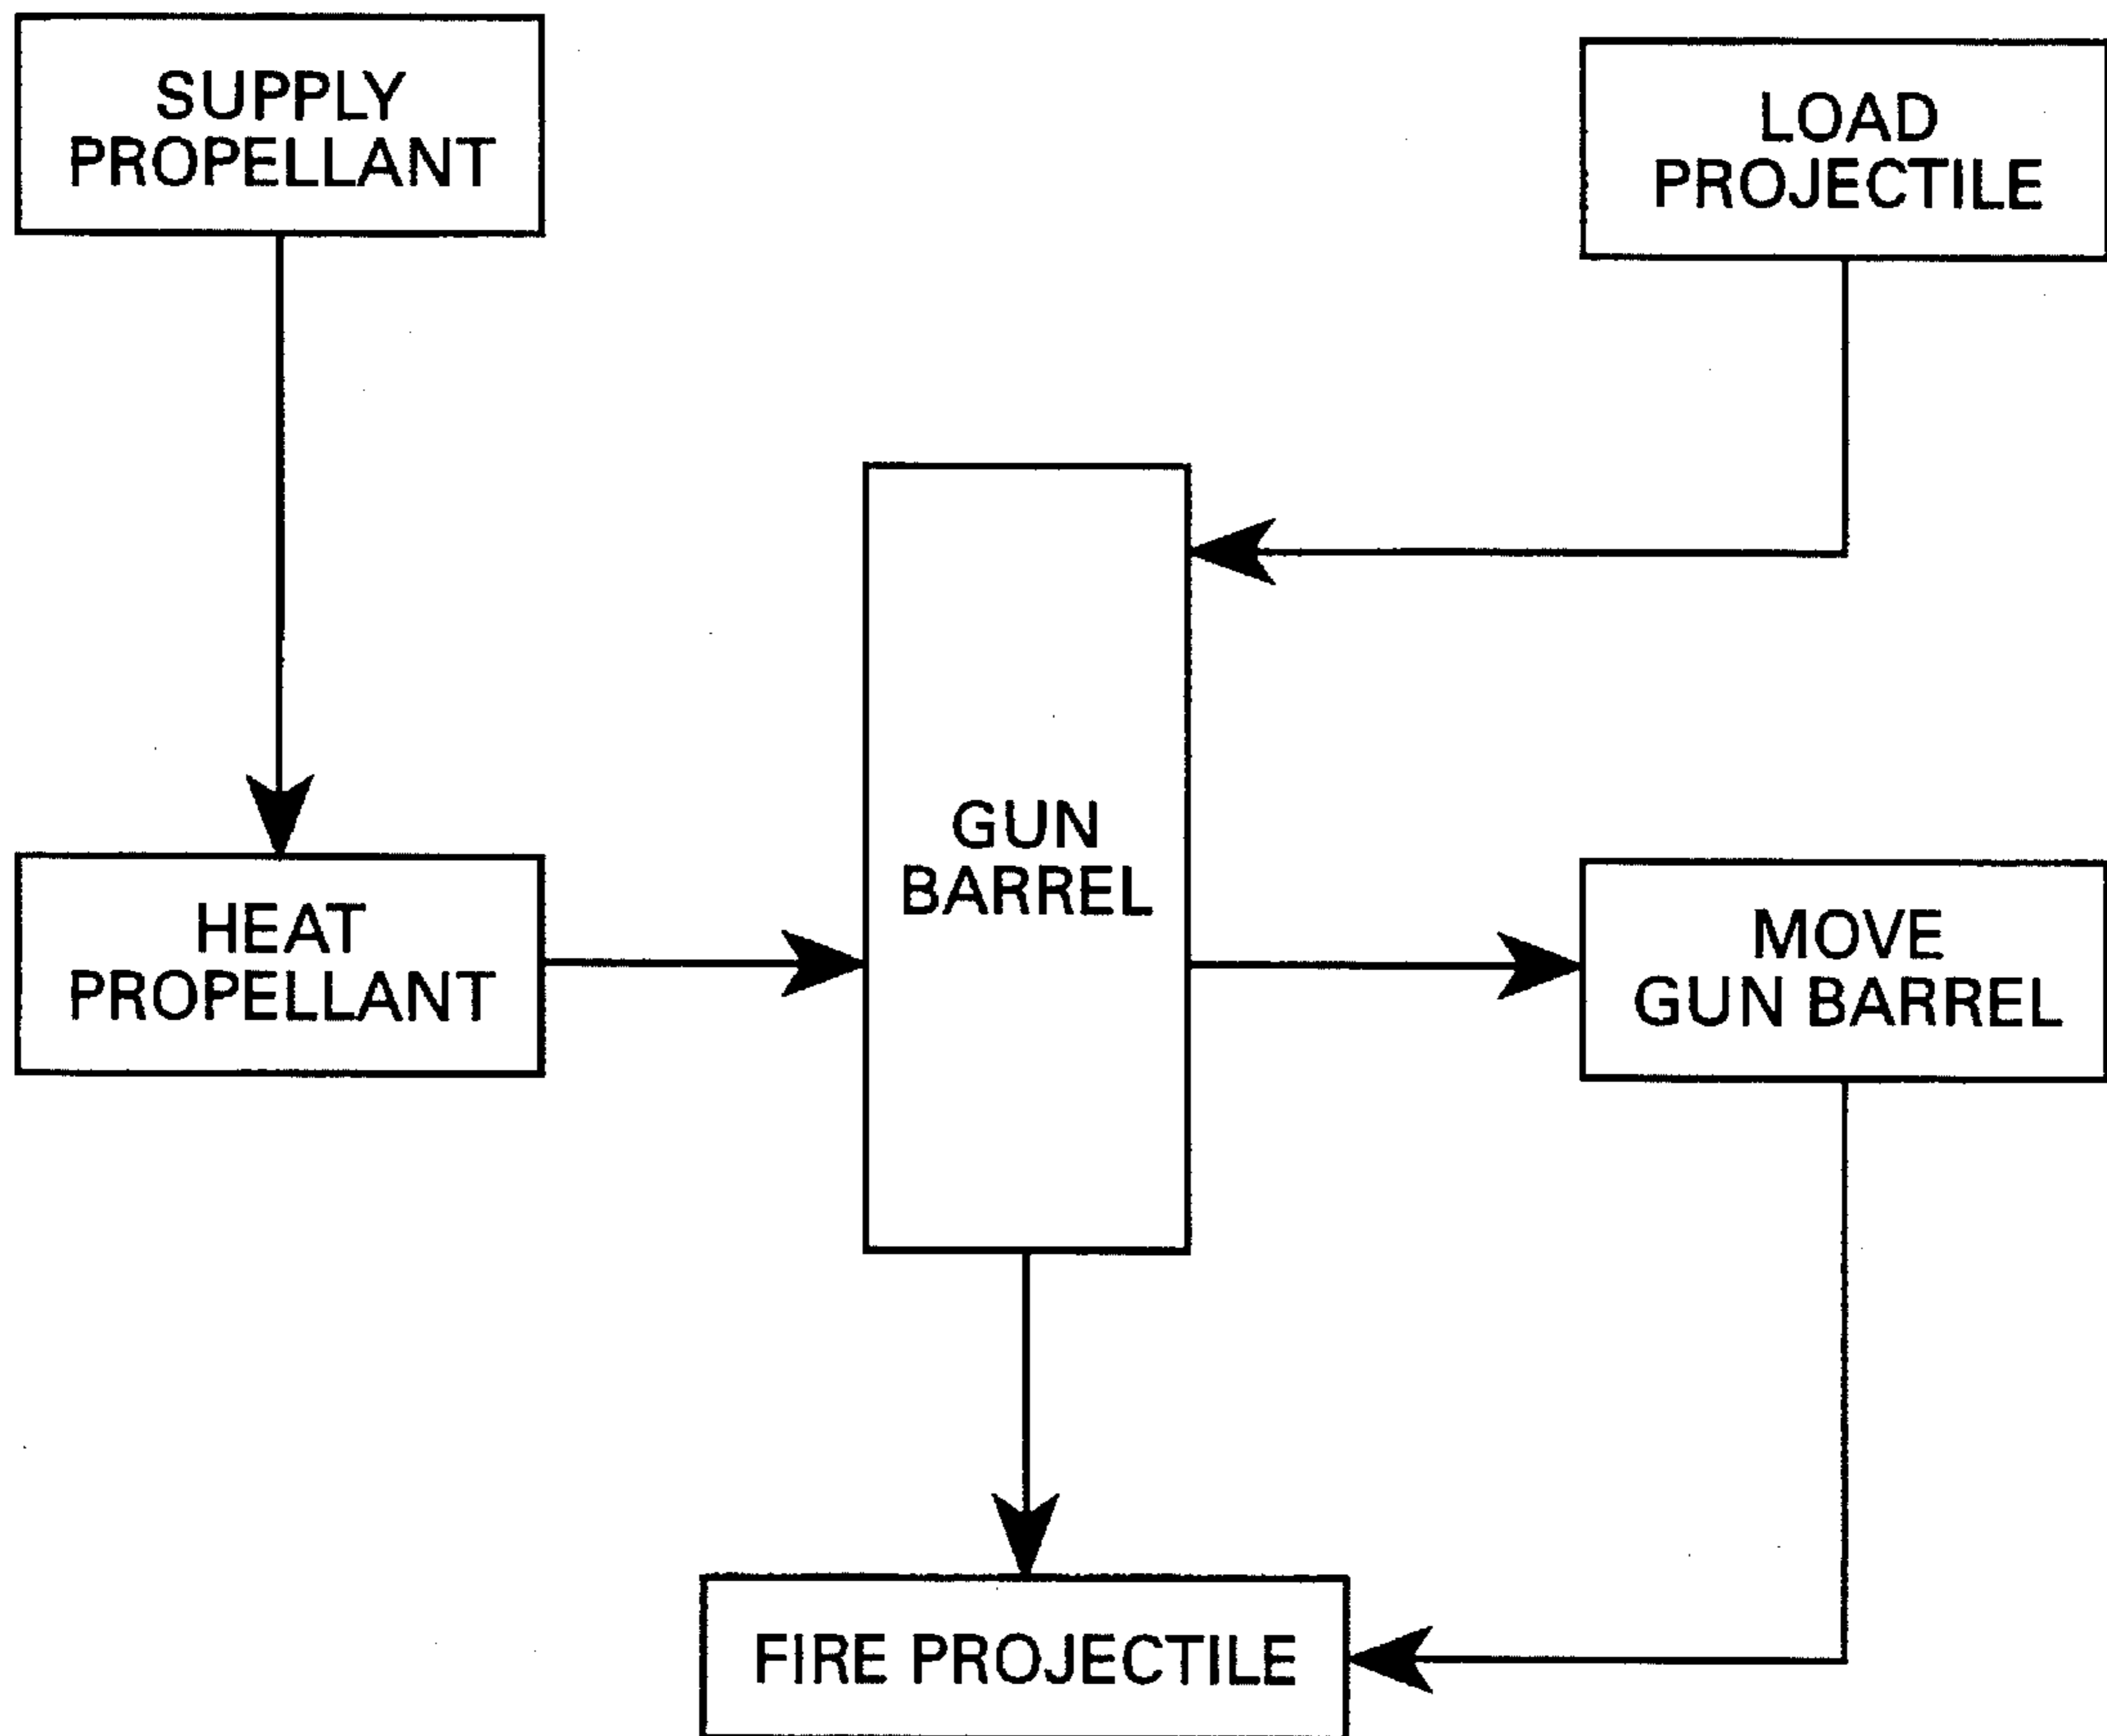 SUPPLY
PROPELLANT
LOAD
PROJECTILE
GUN
BARREL
HEAT
PROPELLANT
MOVE
GUN BARREL
FIRE PROJECTILE